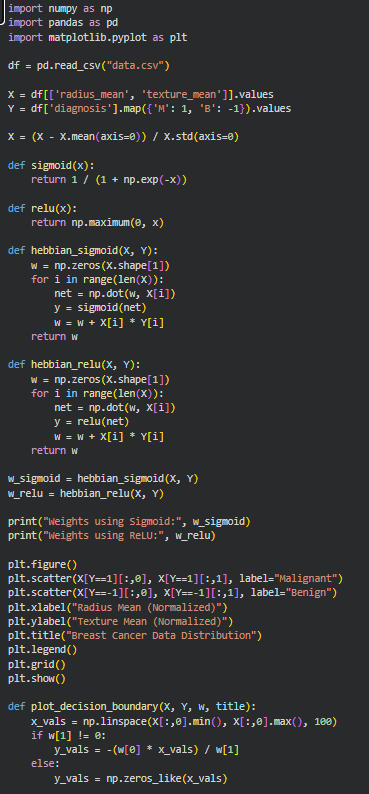 import numpy as np
import pandas as pd
import matplotlib.pyplot as plt

df = pd.read_csv("data.csv")

X = df[['radius_mean', 'texture_mean']].values
Y = df['diagnosis'].map({'M': 1, 'B': -1}).values

X = (X - X.mean(axis=0)) / X.std(axis=0)

def sigmoid(x):
    return 1 / (1 + np.exp(-x))

def relu(x):
    return np.maximum(0, x)

def hebbian_sigmoid(X, Y):
    w = np.zeros(X.shape[1])
    for i in range(len(X)):
        net = np.dot(w, X[i])
        y = sigmoid(net)
        w = w + X[i] * Y[i]
    return w

def hebbian_relu(X, Y):
    w = np.zeros(X.shape[1])
    for i in range(len(X)):
        net = np.dot(w, X[i])
        y = relu(net)
        w = w + X[i] * Y[i]
    return w

w_sigmoid = hebbian_sigmoid(X, Y)
w_relu = hebbian_relu(X, Y)

print("Weights using Sigmoid:", w_sigmoid)
print("Weights using ReLU:", w_relu)

plt.figure()
plt.scatter(X[Y==1][:,0], X[Y==1][:,1], label="Malignant")
plt.scatter(X[Y==-1][:,0], X[Y==-1][:,1], label="Benign")
plt.xlabel("Radius Mean (Normalized)")
plt.ylabel("Texture Mean (Normalized)")
plt.title("Breast Cancer Data Distribution")
plt.legend()
plt.grid()
plt.show()

def plot_decision_boundary(X, Y, w, title):
    x_vals = np.linspace(X[:,0].min(), X[:,0].max(), 100)
    if w[1] != 0:
        y_vals = -(w[0] * x_vals) / w[1]
    else:
        y_vals = np.zeros_like(x_vals)